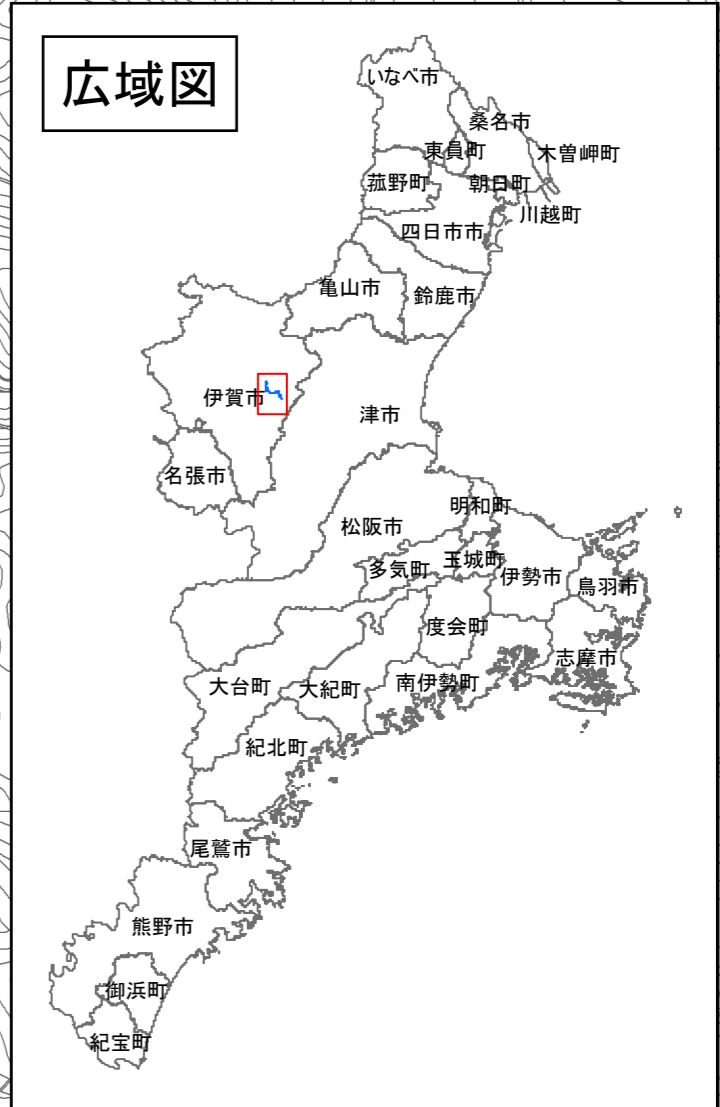 広域図
いなべ市
桑名市
東員町
木曽岬町
菰野町
朝日町
川越町
四日市市
亀山市
鈴鹿市
伊賀市
津市
名張市
明和町
松阪市
玉城町
多気町
伊勢市
鳥羽市
度会町
志摩市
大台町
大紀町
南伊勢町
紀北町
尾鷲市
熊野市
御浜町
紀宝町